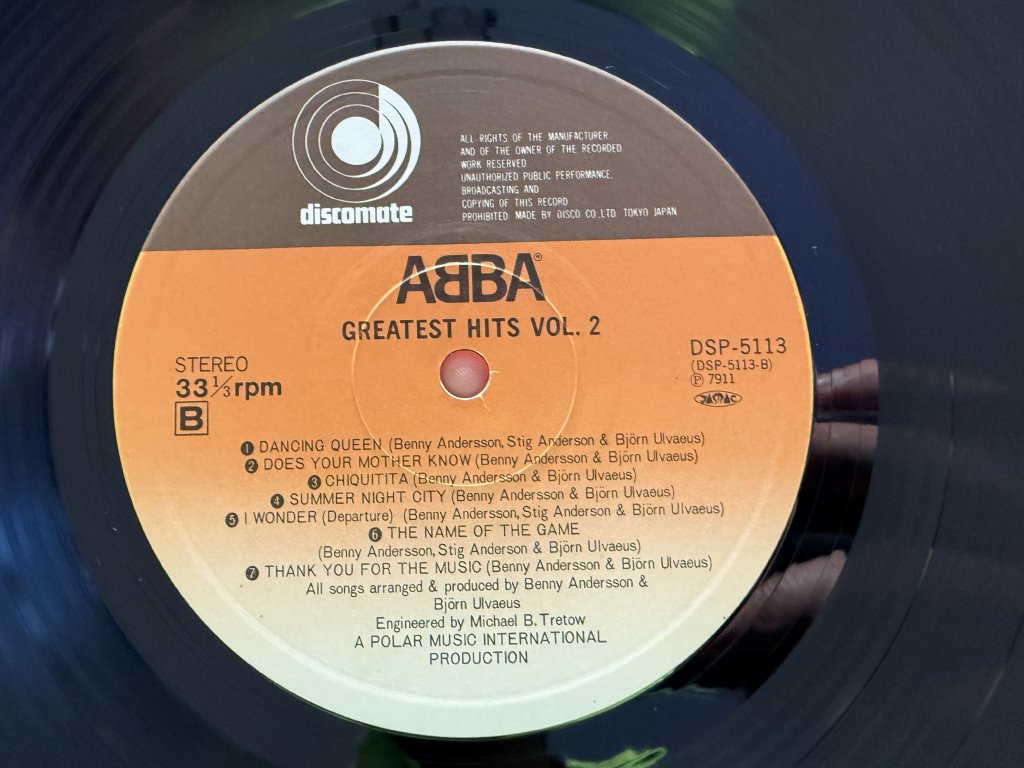 discomate
ALL RIGHTS OF THE MANUFACTURER
AND OF THE OWNER OF THE RECORDED
WORK RESERVED
UNAUTHORIZED PUBLIC PERFORMANCE.
BROADCASTING AND
COPYING OF THIS RECORD
PROHIBITED MADE BY DISCO CO.,LTD TOKYO JAPAN
ABBA®
GREATEST HITS VOL. 2
STEREO
33 1/3 rpm
B
DSP-5113
(DSP-5113-B)
Ⓟ 7911
JASRAC
❶ DANCING QUEEN (Benny Andersson, Stig Anderson & Björn Ulvaeus)
❷ DOES YOUR MOTHER KNOW (Benny Andersson & Björn Ulvaeus)
❸ CHIQUITITA (Benny Andersson & Björn Ulvaeus)
❹ SUMMER NIGHT CITY (Benny Andersson & Björn Ulvaeus)
❺ I WONDER (Departure) (Benny Andersson, Stig Anderson & Björn Ulvaeus)
❻ THE NAME OF THE GAME
(Benny Andersson, Stig Anderson & Björn Ulvaeus)
❼ THANK YOU FOR THE MUSIC (Benny Andersson & Björn Ulvaeus)
All songs arranged & produced by Benny Andersson &
Björn Ulvaeus
Engineered by Michael B. Tretow
A POLAR MUSIC INTERNATIONAL
PRODUCTION